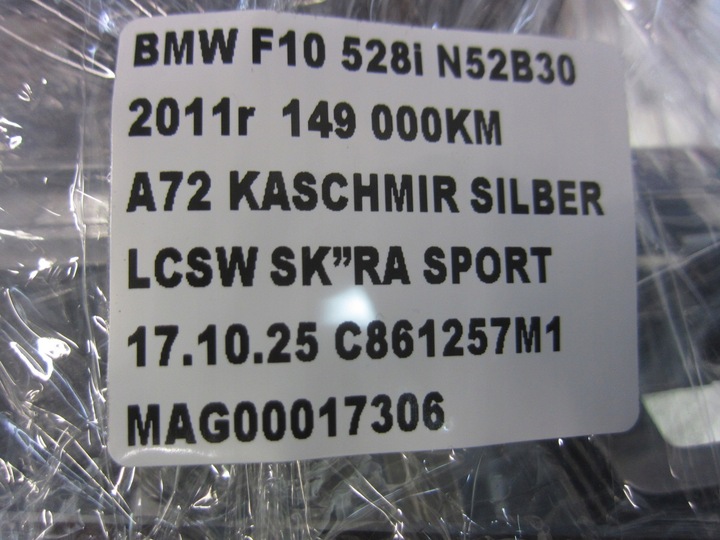 BMW F10 528i N52B30
2011r 149 000KM
A72 KASCHMIR SILBER
LCSW SK”RA SPORT
17.10.25 C861257M1
MAG00017306